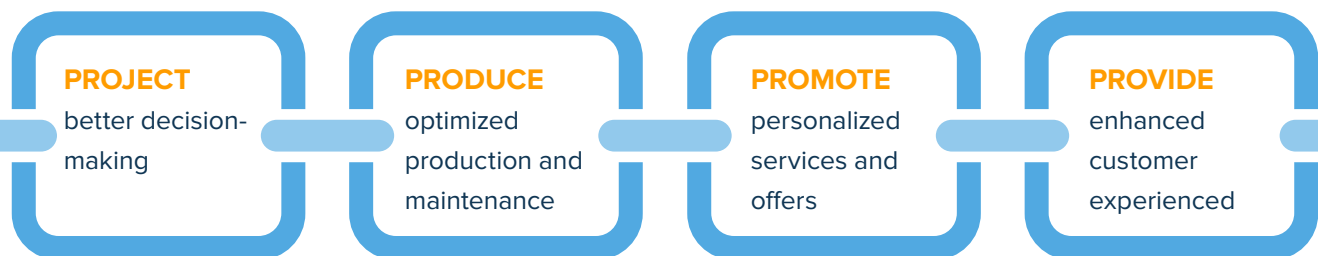 PROJECT
better decision-
making
PRODUCE
optimized
production and
maintenance
PROMOTE
personalized
services and
offers
PROVIDE
enhanced
customer
experienced